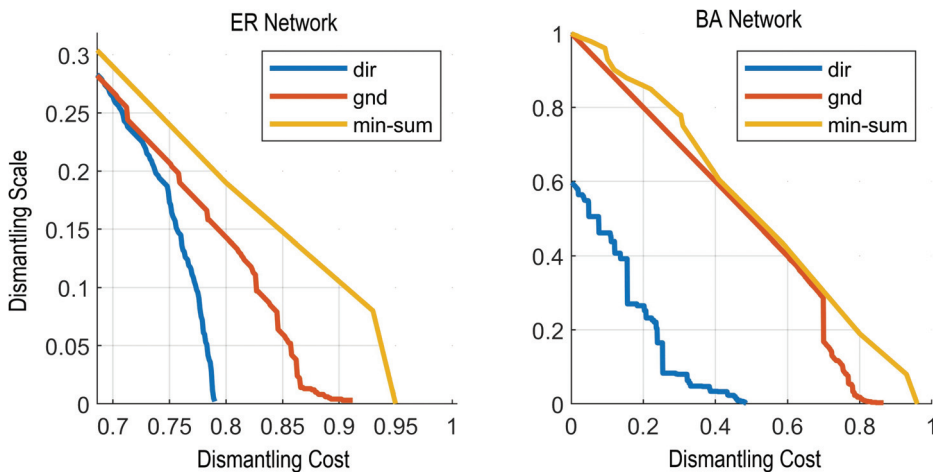 ER Network
dir
gnd
min-sum
Dismantling Scale
0.3
0.25
0.2
0.15
0.1
0.05
0
0.7 0.75 0.8 0.85 0.9 0.95 1
Dismantling Cost
BA Network
dir
gnd
min-sum
1
0.8
0.6
0.4
0.2
0
0 0.2 0.4 0.6 0.8 1
Dismantling Cost